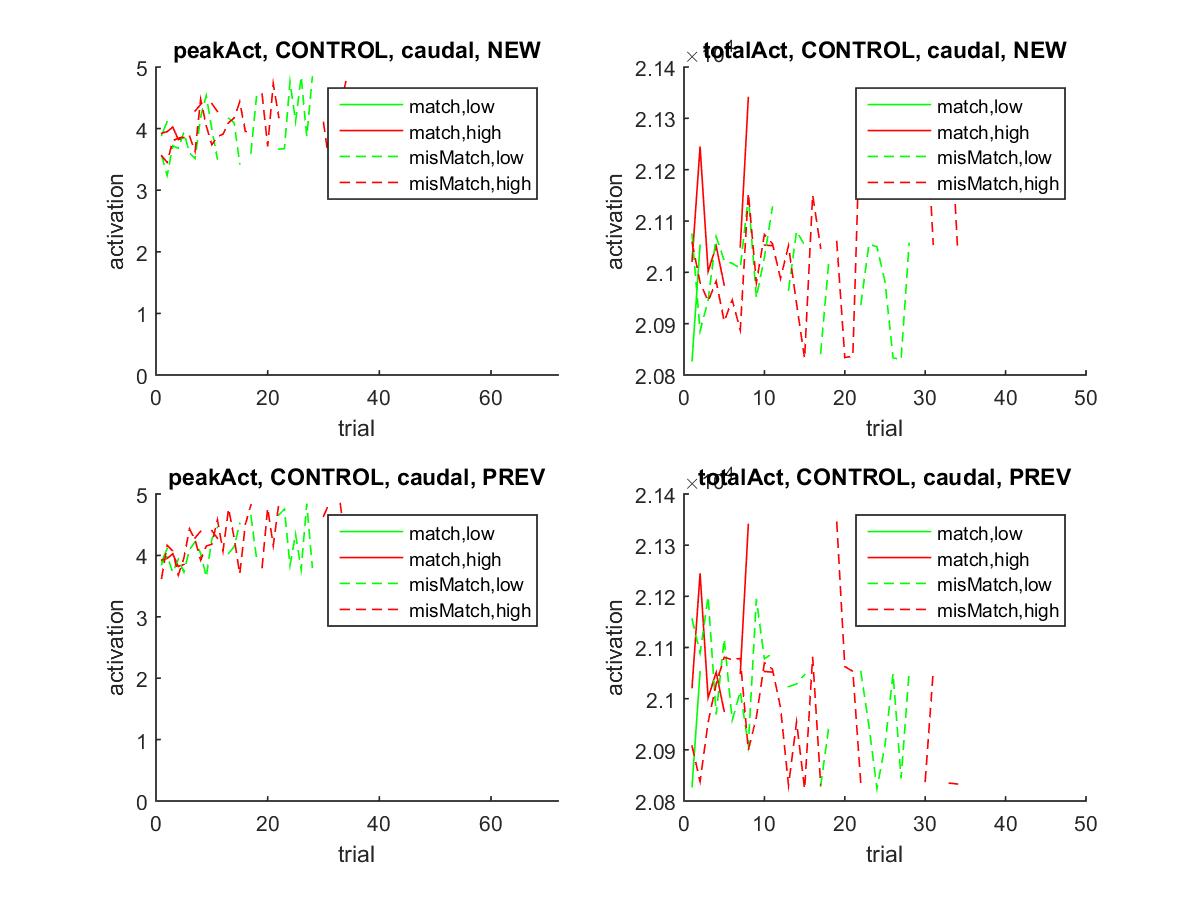 peakAct, CONTROL, caudal, NEW
5
4
3
2
1
0
0 20 40 60
activation
trial
match,low
match,high
misMatch,low
misMatch,high
totalAct, CONTROL, caudal, NEW
×10^4
2.14
2.13
2.12
2.11
2.1
2.09
2.08
0 10 20 30 40 50
activation
trial
match,low
match,high
misMatch,low
misMatch,high
peakAct, CONTROL, caudal, PREV
5
4
3
2
1
0
0 20 40 60
activation
trial
match,low
match,high
misMatch,low
misMatch,high
totalAct, CONTROL, caudal, PREV
×10^4
2.14
2.13
2.12
2.11
2.1
2.09
2.08
0 10 20 30 40 50
activation
trial
match,low
match,high
misMatch,low
misMatch,high